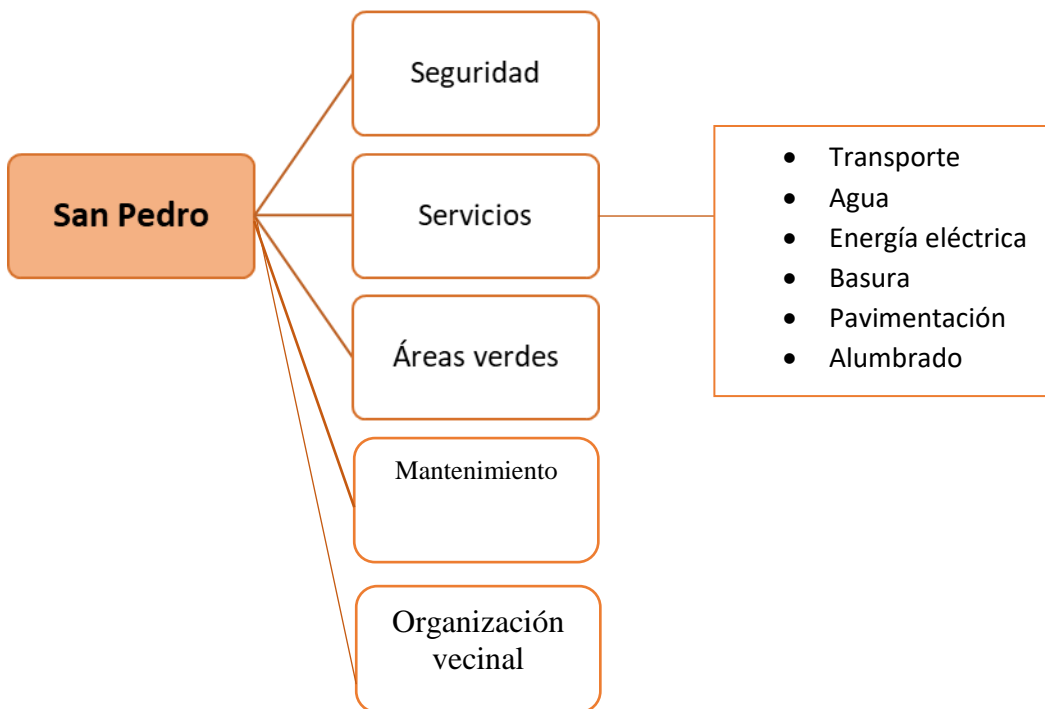 San Pedro
Seguridad
Servicios
Áreas verdes
Mantenimiento
Organización
vecinal
• Transporte
• Agua
• Energía eléctrica
• Basura
• Pavimentación
• Alumbrado